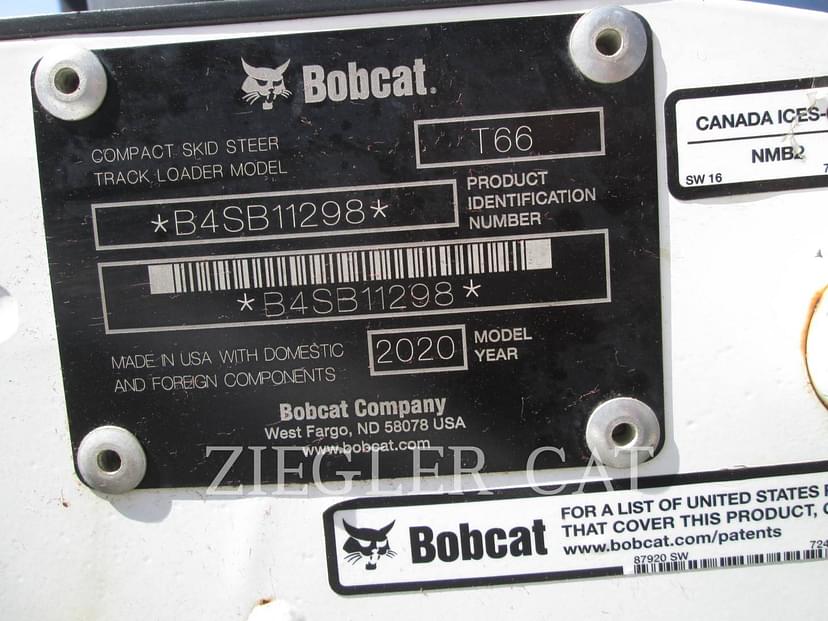 Bobcat®
COMPACT SKID STEER
TRACK LOADER MODEL
T66
*B4SB11298*
PRODUCT
IDENTIFICATION
NUMBER
*B4SB11298*
MADE IN USA WITH DOMESTIC
AND FOREIGN COMPONENTS
2020
MODEL
YEAR
Bobcat Company
West Fargo, ND 58078 USA
www.bobcat.com
CANADA ICES-
NMB2
SW 16
ZIEGLER CAT
Bobcat
FOR A LIST OF UNITED STATES
THAT COVER THIS PRODUCT,
www.bobcat.com/patents
87920 SW
724